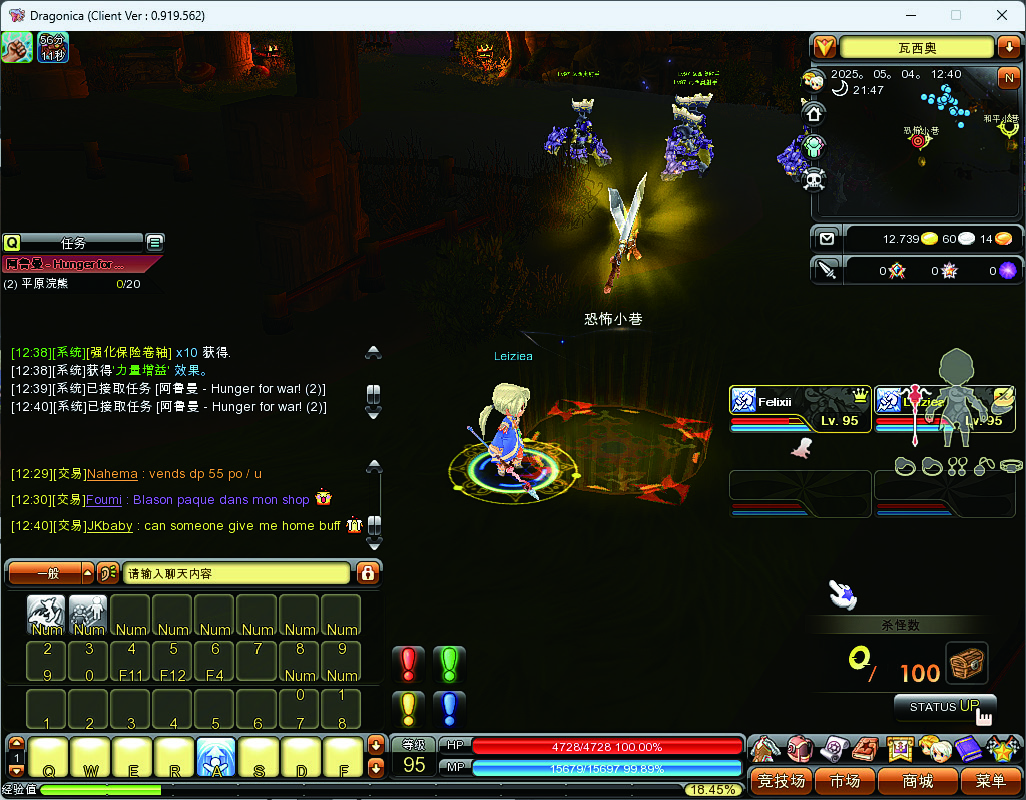 Dragonica (Client Ver : 0.919.562)
56分
11秒
瓦西奥
2025。 05。 04。 12:40
21:47
N
和平小巷
恐怖小巷
12.739 60 14
0 0 0
Q 任务
阿鲁曼 - Hunger for ...
(2) 平原浣熊 0/20
恐怖小巷
Leiziea
[12:38][系统][强化保险卷轴] x10 获得.
[12:38][系统]获得'力量增益' 效果。
[12:39][系统]已接取任务 [阿鲁曼 - Hunger for war! (2)]
[12:40][系统]已接取任务 [阿鲁曼 - Hunger for war! (2)]
Felixii
Lv. 95
Leiziea
Lv. 95
[12:29][交易]Nahema : vends dp 55 po / u
[12:30][交易]Foumi : Blason paque dans mon shop
[12:40][交易]JKbaby : can someone give me home buff
一般 请输入聊天内容
Num Num Num Num Num Num Num Num
2 3 4 5 6 7 8 9
9 0 F11 F12 F4 Num Num
0 1
1 2 3 4 5 6 7 8
杀怪数
0/ 100
STATUS UP
1 Q W E R A S D F
等级
95
HP 4728/4728 100.00%
MP 15679/15697 99.89%
竞技场 市场 商城 菜单
经验值 18.45%